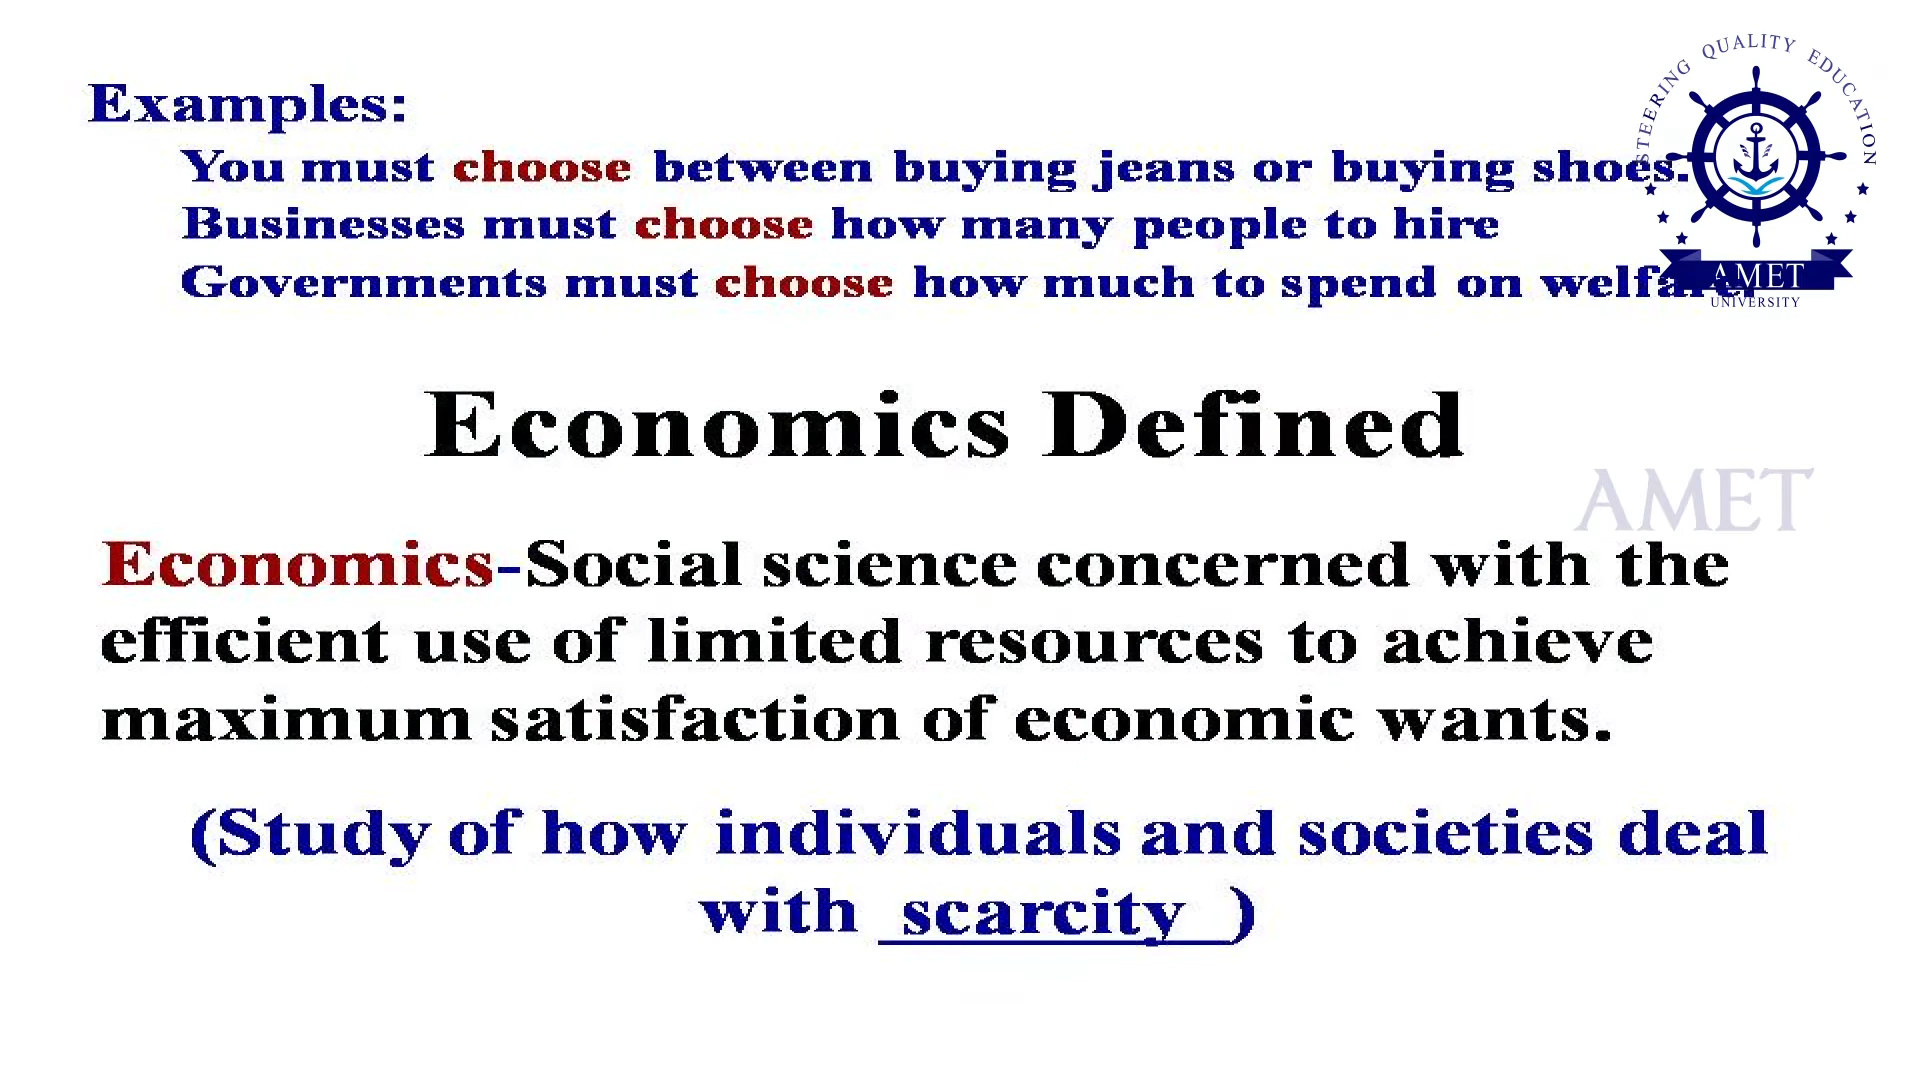 Examples:
You must choose between buying jeans or buying shoes.
Businesses must choose how many people to hire
Governments must choose how much to spend on welfare.
STEERING QUALITY EDUCATION
AMET
UNIVERSITY
Economics Defined
AMET
Economics-Social science concerned with the
efficient use of limited resources to achieve
maximum satisfaction of economic wants.
(Study of how individuals and societies deal
with scarcity )